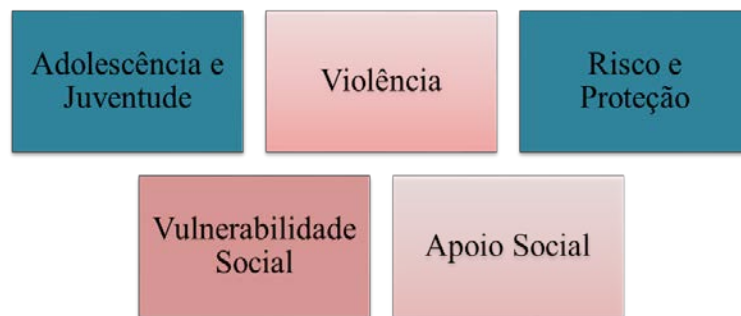 Adolescência e
Juventude
Violência
Risco e
Proteção
Vulnerabilidade
Social
Apoio Social